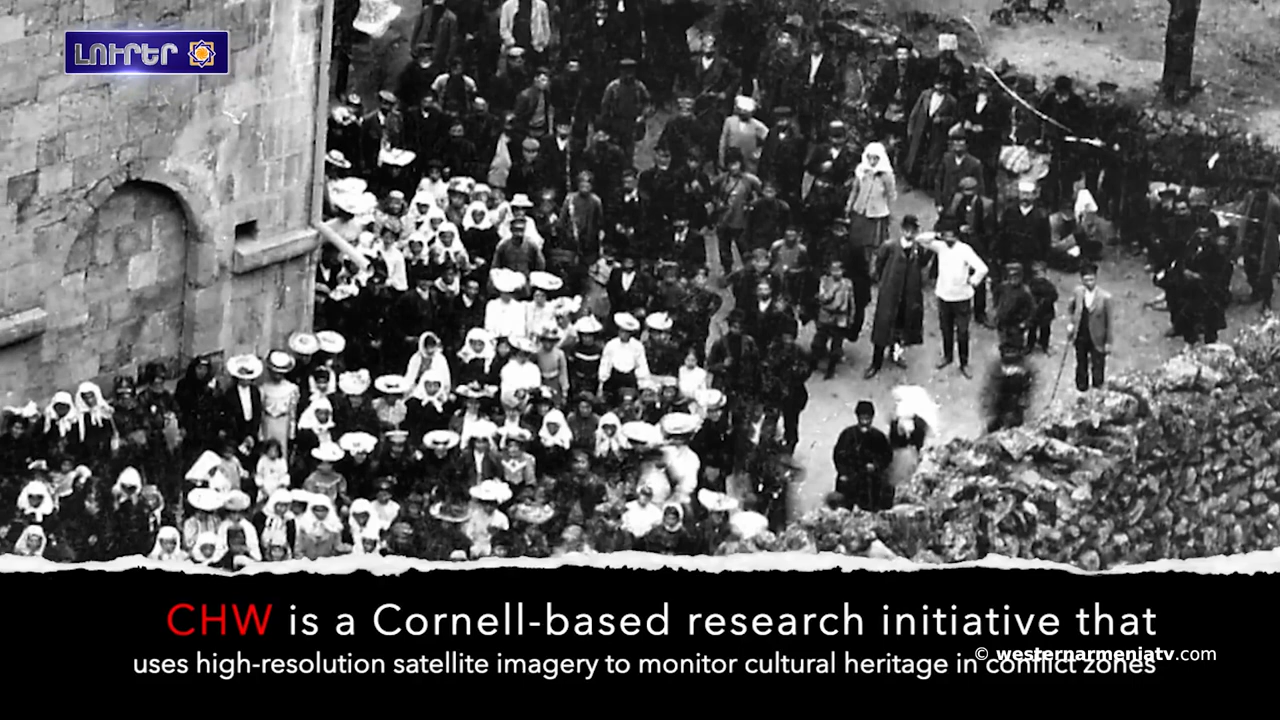 ԼՈՒՐԵՐ
CHW is a Cornell-based research initiative that
uses high-resolution satellite imagery to monitor cultural heritage in conflict zones
© westernarmeniatv.com